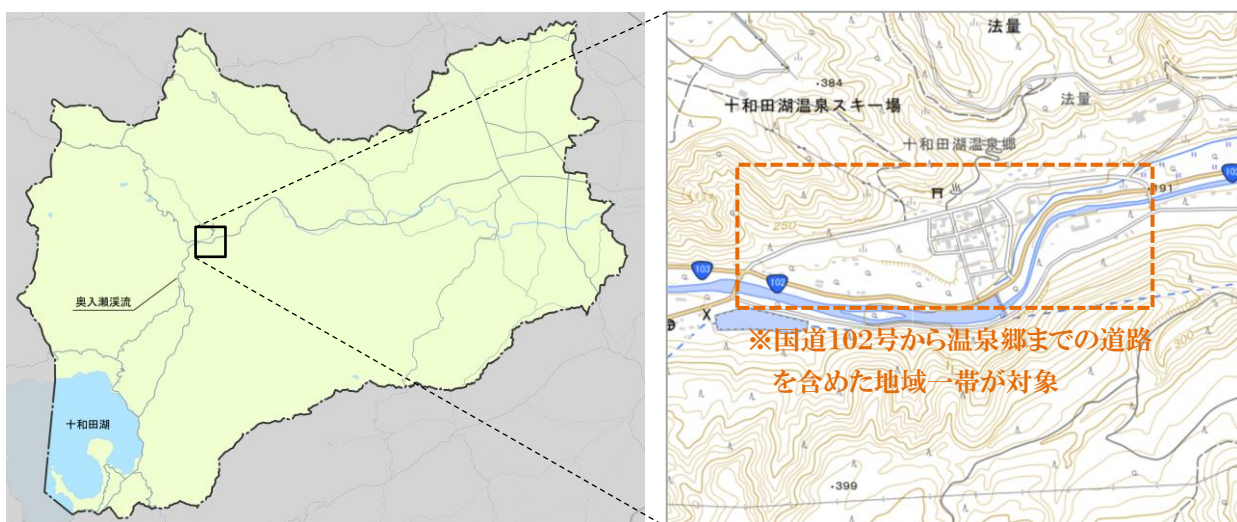 奥入瀬渓流
十和田湖
法量
384
十和田湖温泉スキー場
法量
十和田湖温泉郷
191
102
250
103
102
※国道102号から温泉郷までの道路
を含めた地域一帯が対象
300
399